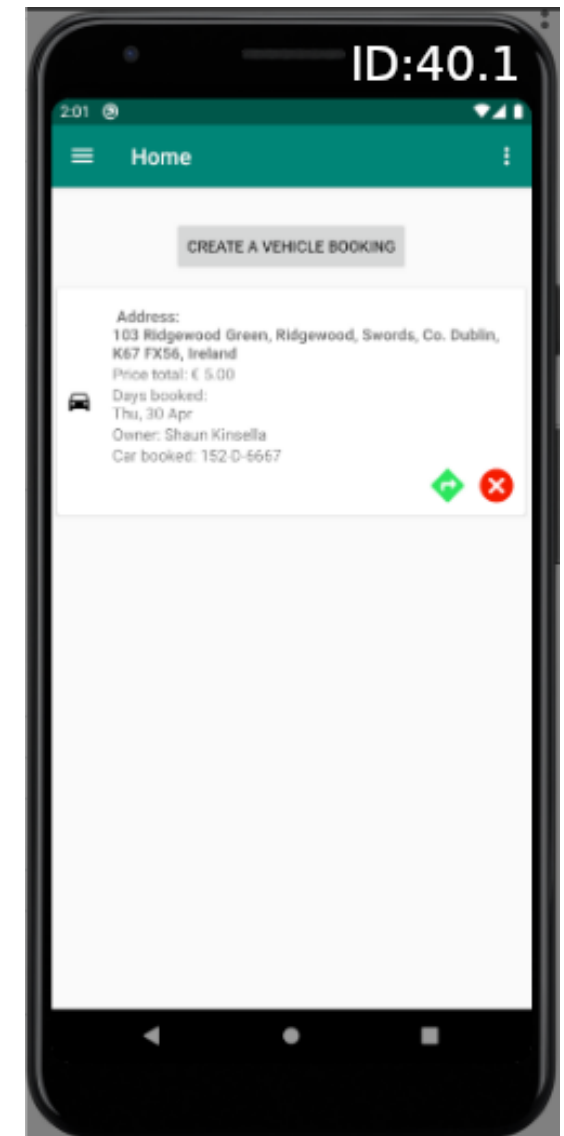 ID:40.1
2:01
Home
CREATE A VEHICLE BOOKING
Address:
103 Ridgewood Green, Ridgewood, Swords, Co. Dublin,
K67 FX56, Ireland
Price total: € 5.00
Days booked:
Thu, 30 Apr
Owner: Shaun Kinsella
Car booked: 152-D-6667